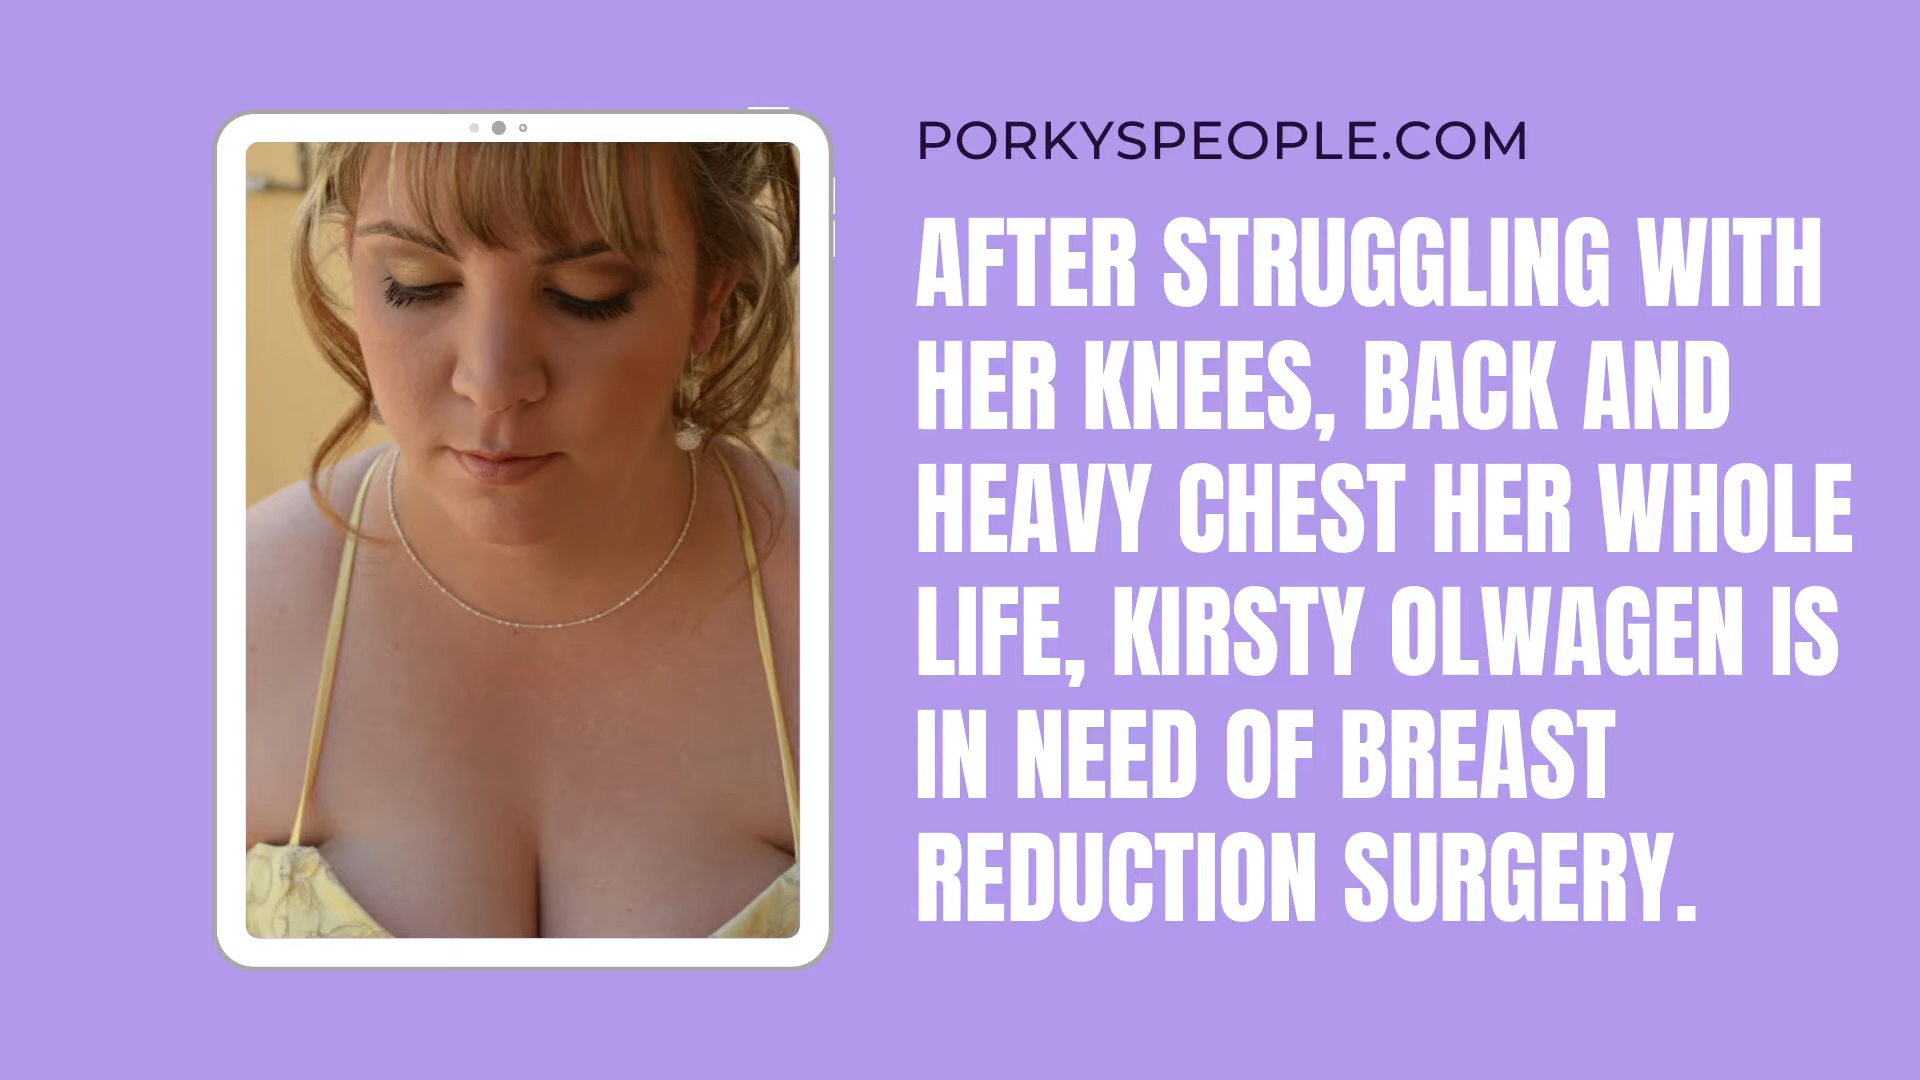 PORKYSPEOPLE.COM
AFTER STRUGGLING WITH
HER KNEES, BACK AND
HEAVY CHEST HER WHOLE
LIFE, KIRSTY OLWAGEN IS
IN NEED OF BREAST
REDUCTION SURGERY.